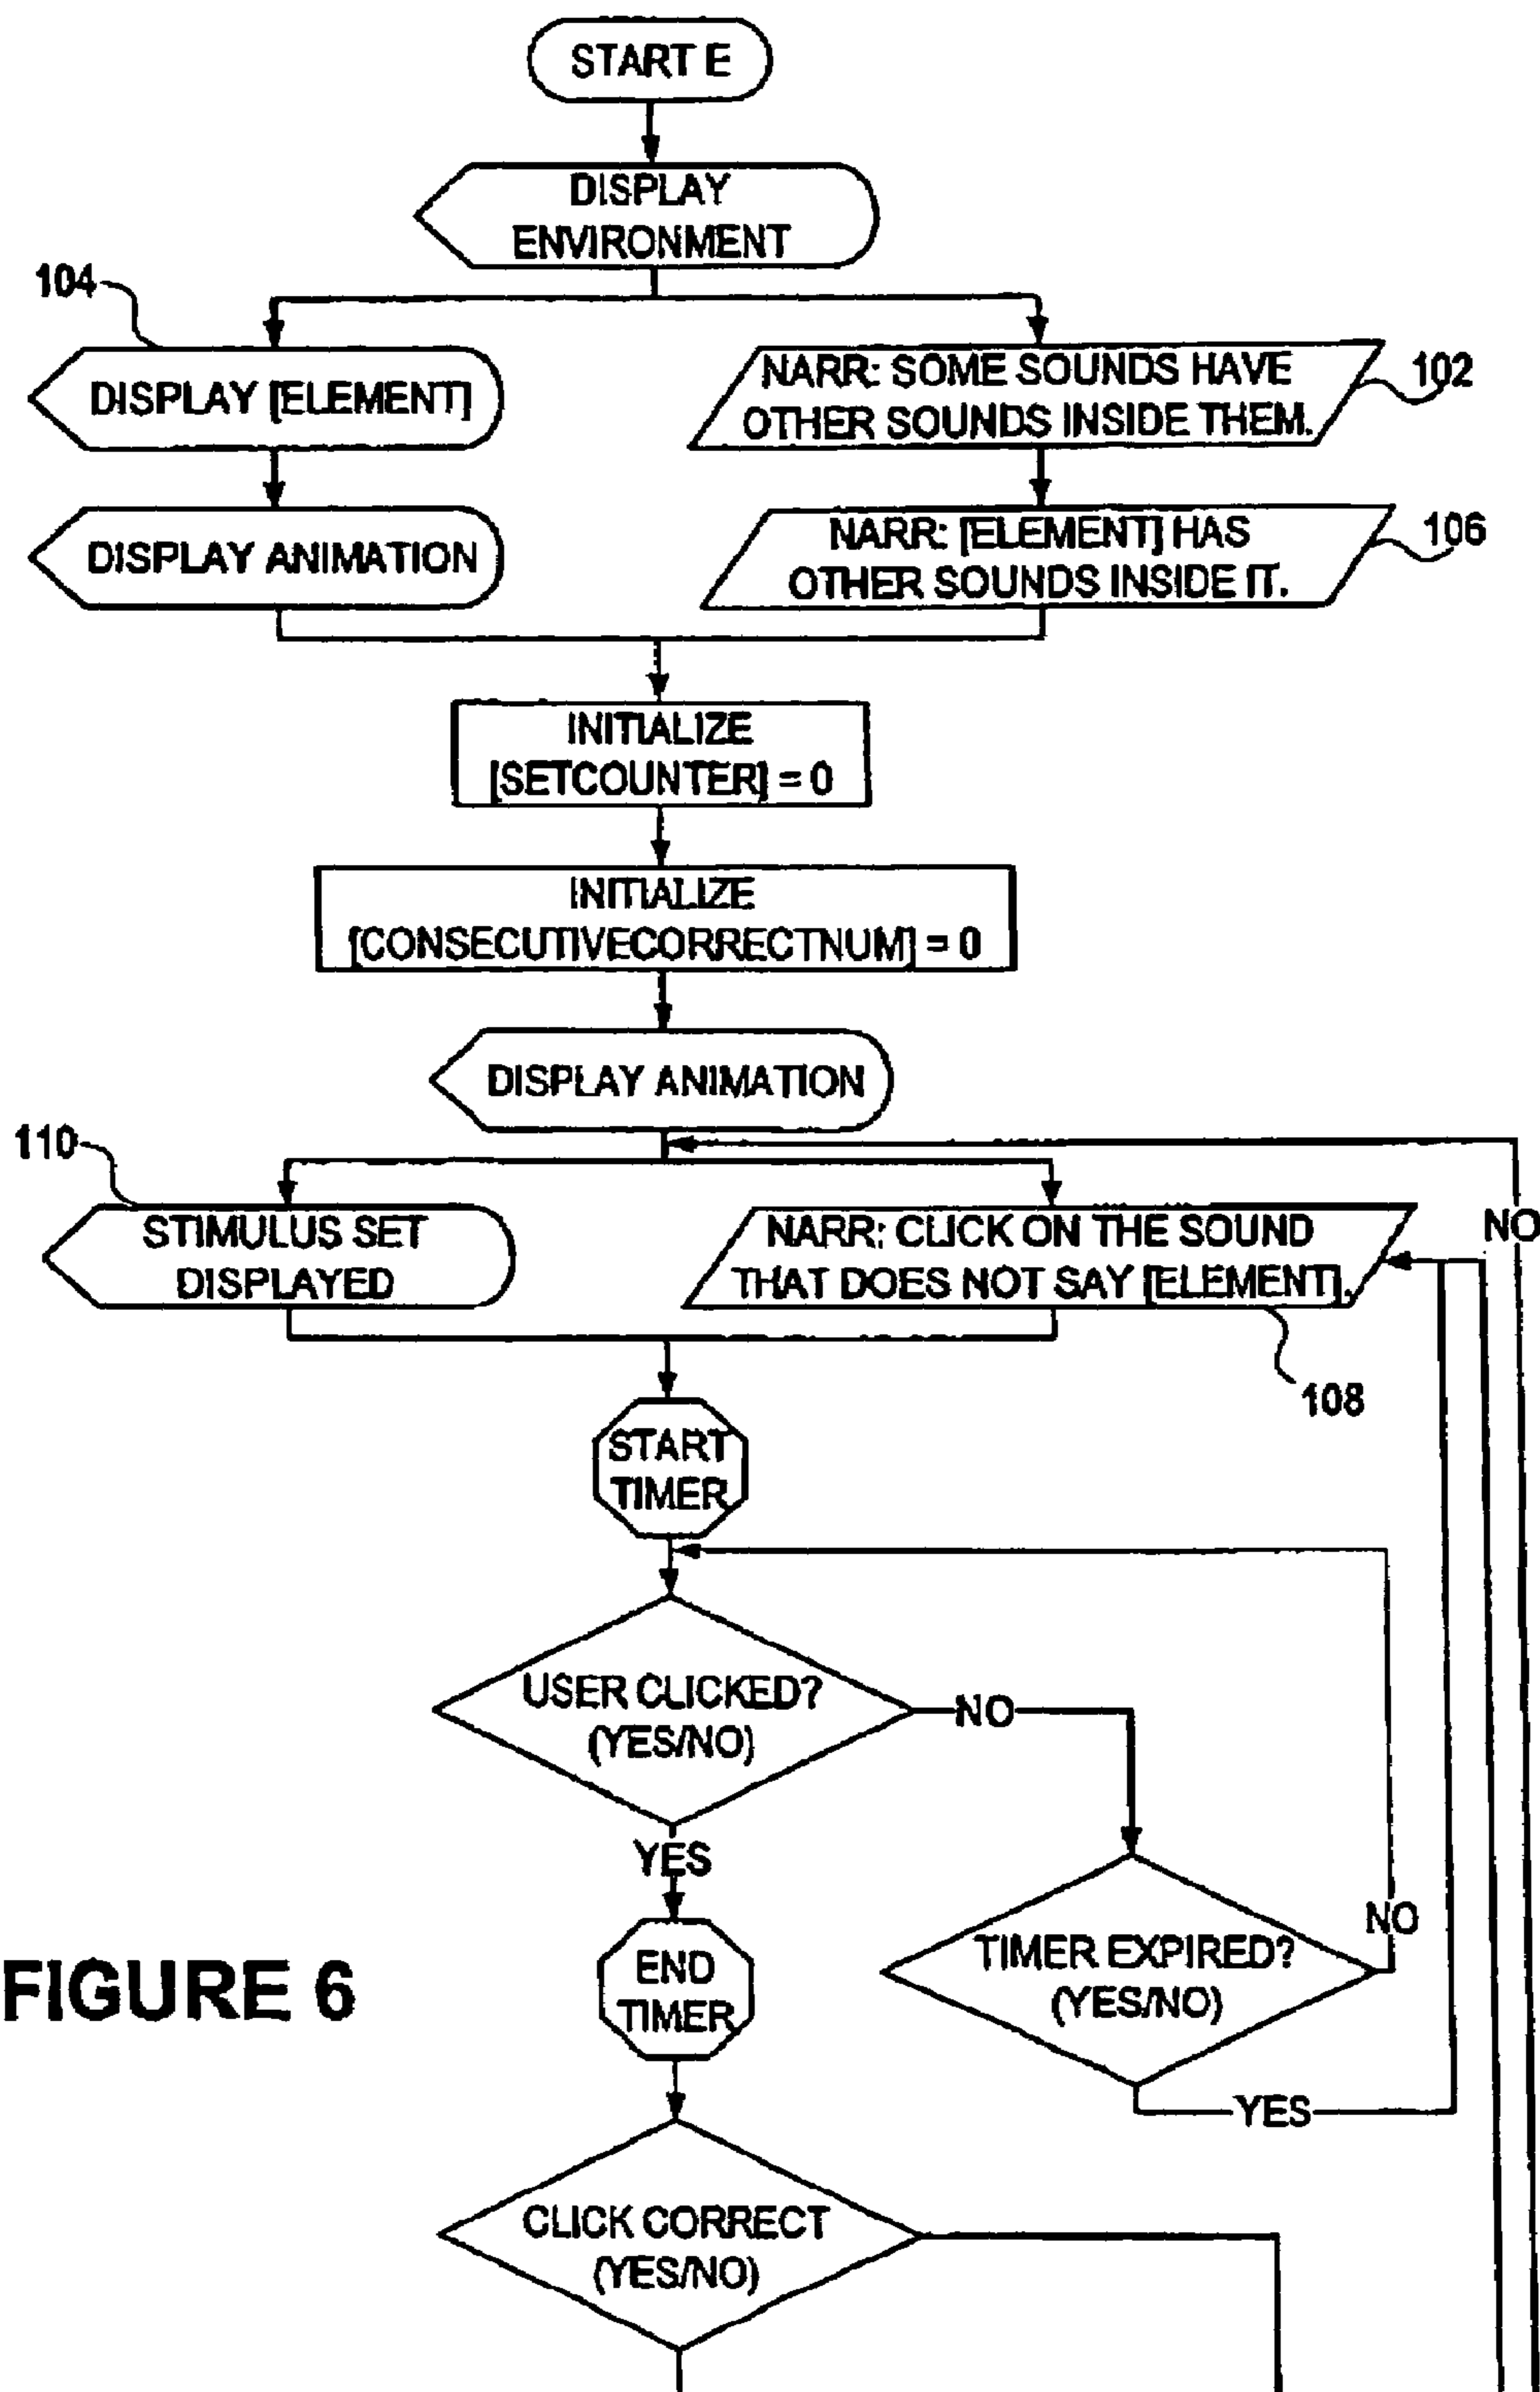 START E
DISPLAY
ENVIRONMENT
104
DISPLAY [ELEMENT]
NARR: SOME SOUNDS HAVE
OTHER SOUNDS INSIDE THEM.
102
DISPLAY ANIMATION
NARR: [ELEMENT] HAS
OTHER SOUNDS INSIDE IT.
106
INITIALIZE
[SETCOUNTER] = 0
INITIALIZE
[CONSECUTIVECORRECTNUM] = 0
DISPLAY ANIMATION
110
STIMULUS SET
DISPLAYED
NARR: CLICK ON THE SOUND
THAT DOES NOT SAY [ELEMENT].
NO
108
START
TIMER
USER CLICKED?
(YES/NO)
NO
YES
TIMER EXPIRED?
(YES/NO)
NO
YES
END
TIMER
FIGURE 6
CLICK CORRECT
(YES/NO)